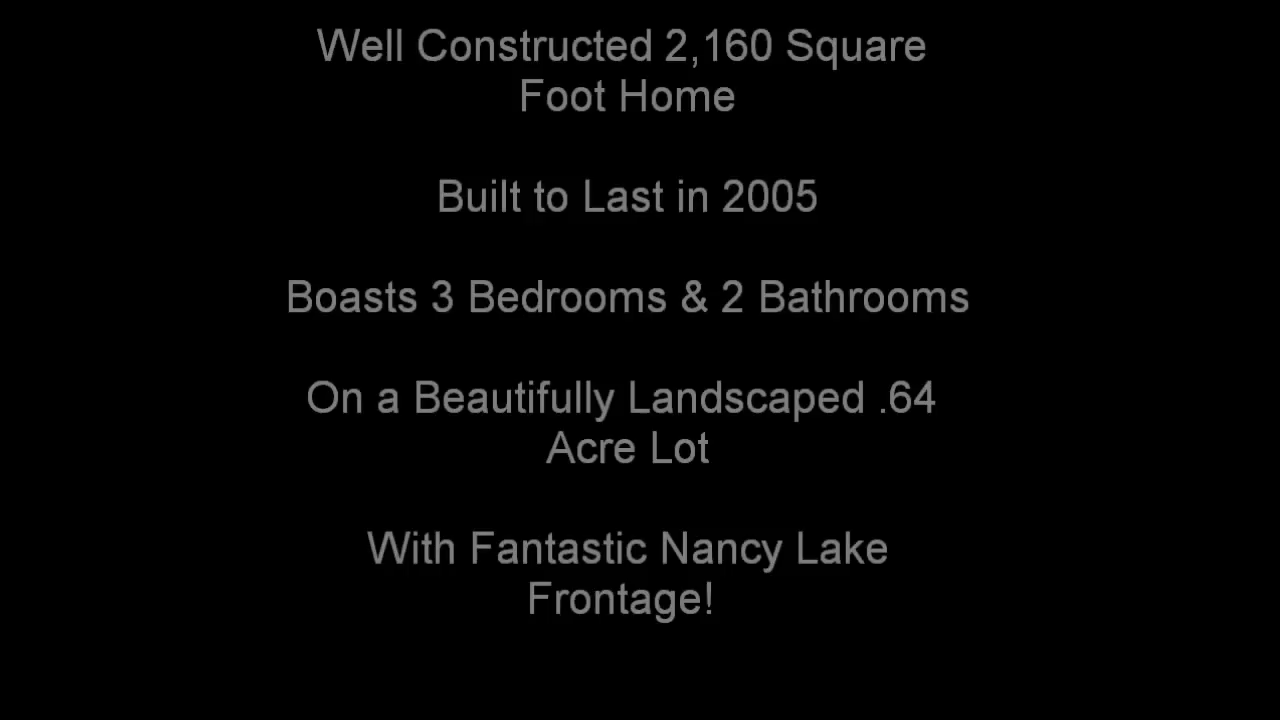 Well Constructed 2,160 Square
Foot Home
Built to Last in 2005
Boasts 3 Bedrooms & 2 Bathrooms
On a Beautifully Landscaped .64
Acre Lot
With Fantastic Nancy Lake
Frontage!